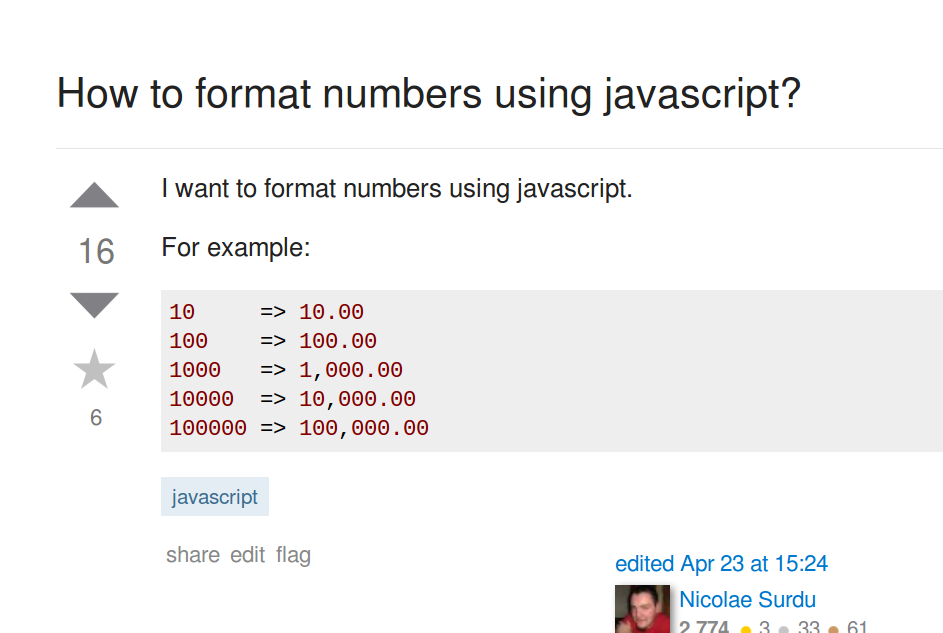 How to format numbers using javascript?
I want to format numbers using javascript.
16
For example:
10     => 10.00
100    => 100.00
1000   => 1,000.00
10000  => 10,000.00
100000 => 100,000.00
6
javascript
share edit flag
edited Apr 23 at 15:24
Nicolae Surdu
2,774 3 33 61